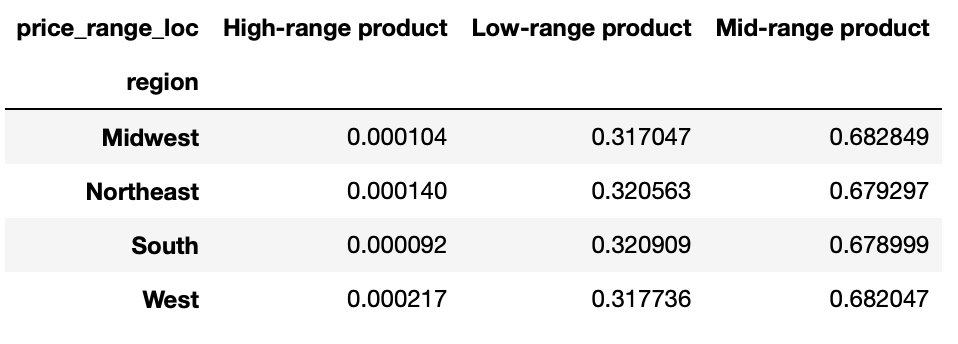 price_range_loc High-range product Low-range product Mid-range product
region
Midwest 0.000104 0.317047 0.682849
Northeast 0.000140 0.320563 0.679297
South 0.000092 0.320909 0.678999
West 0.000217 0.317736 0.682047